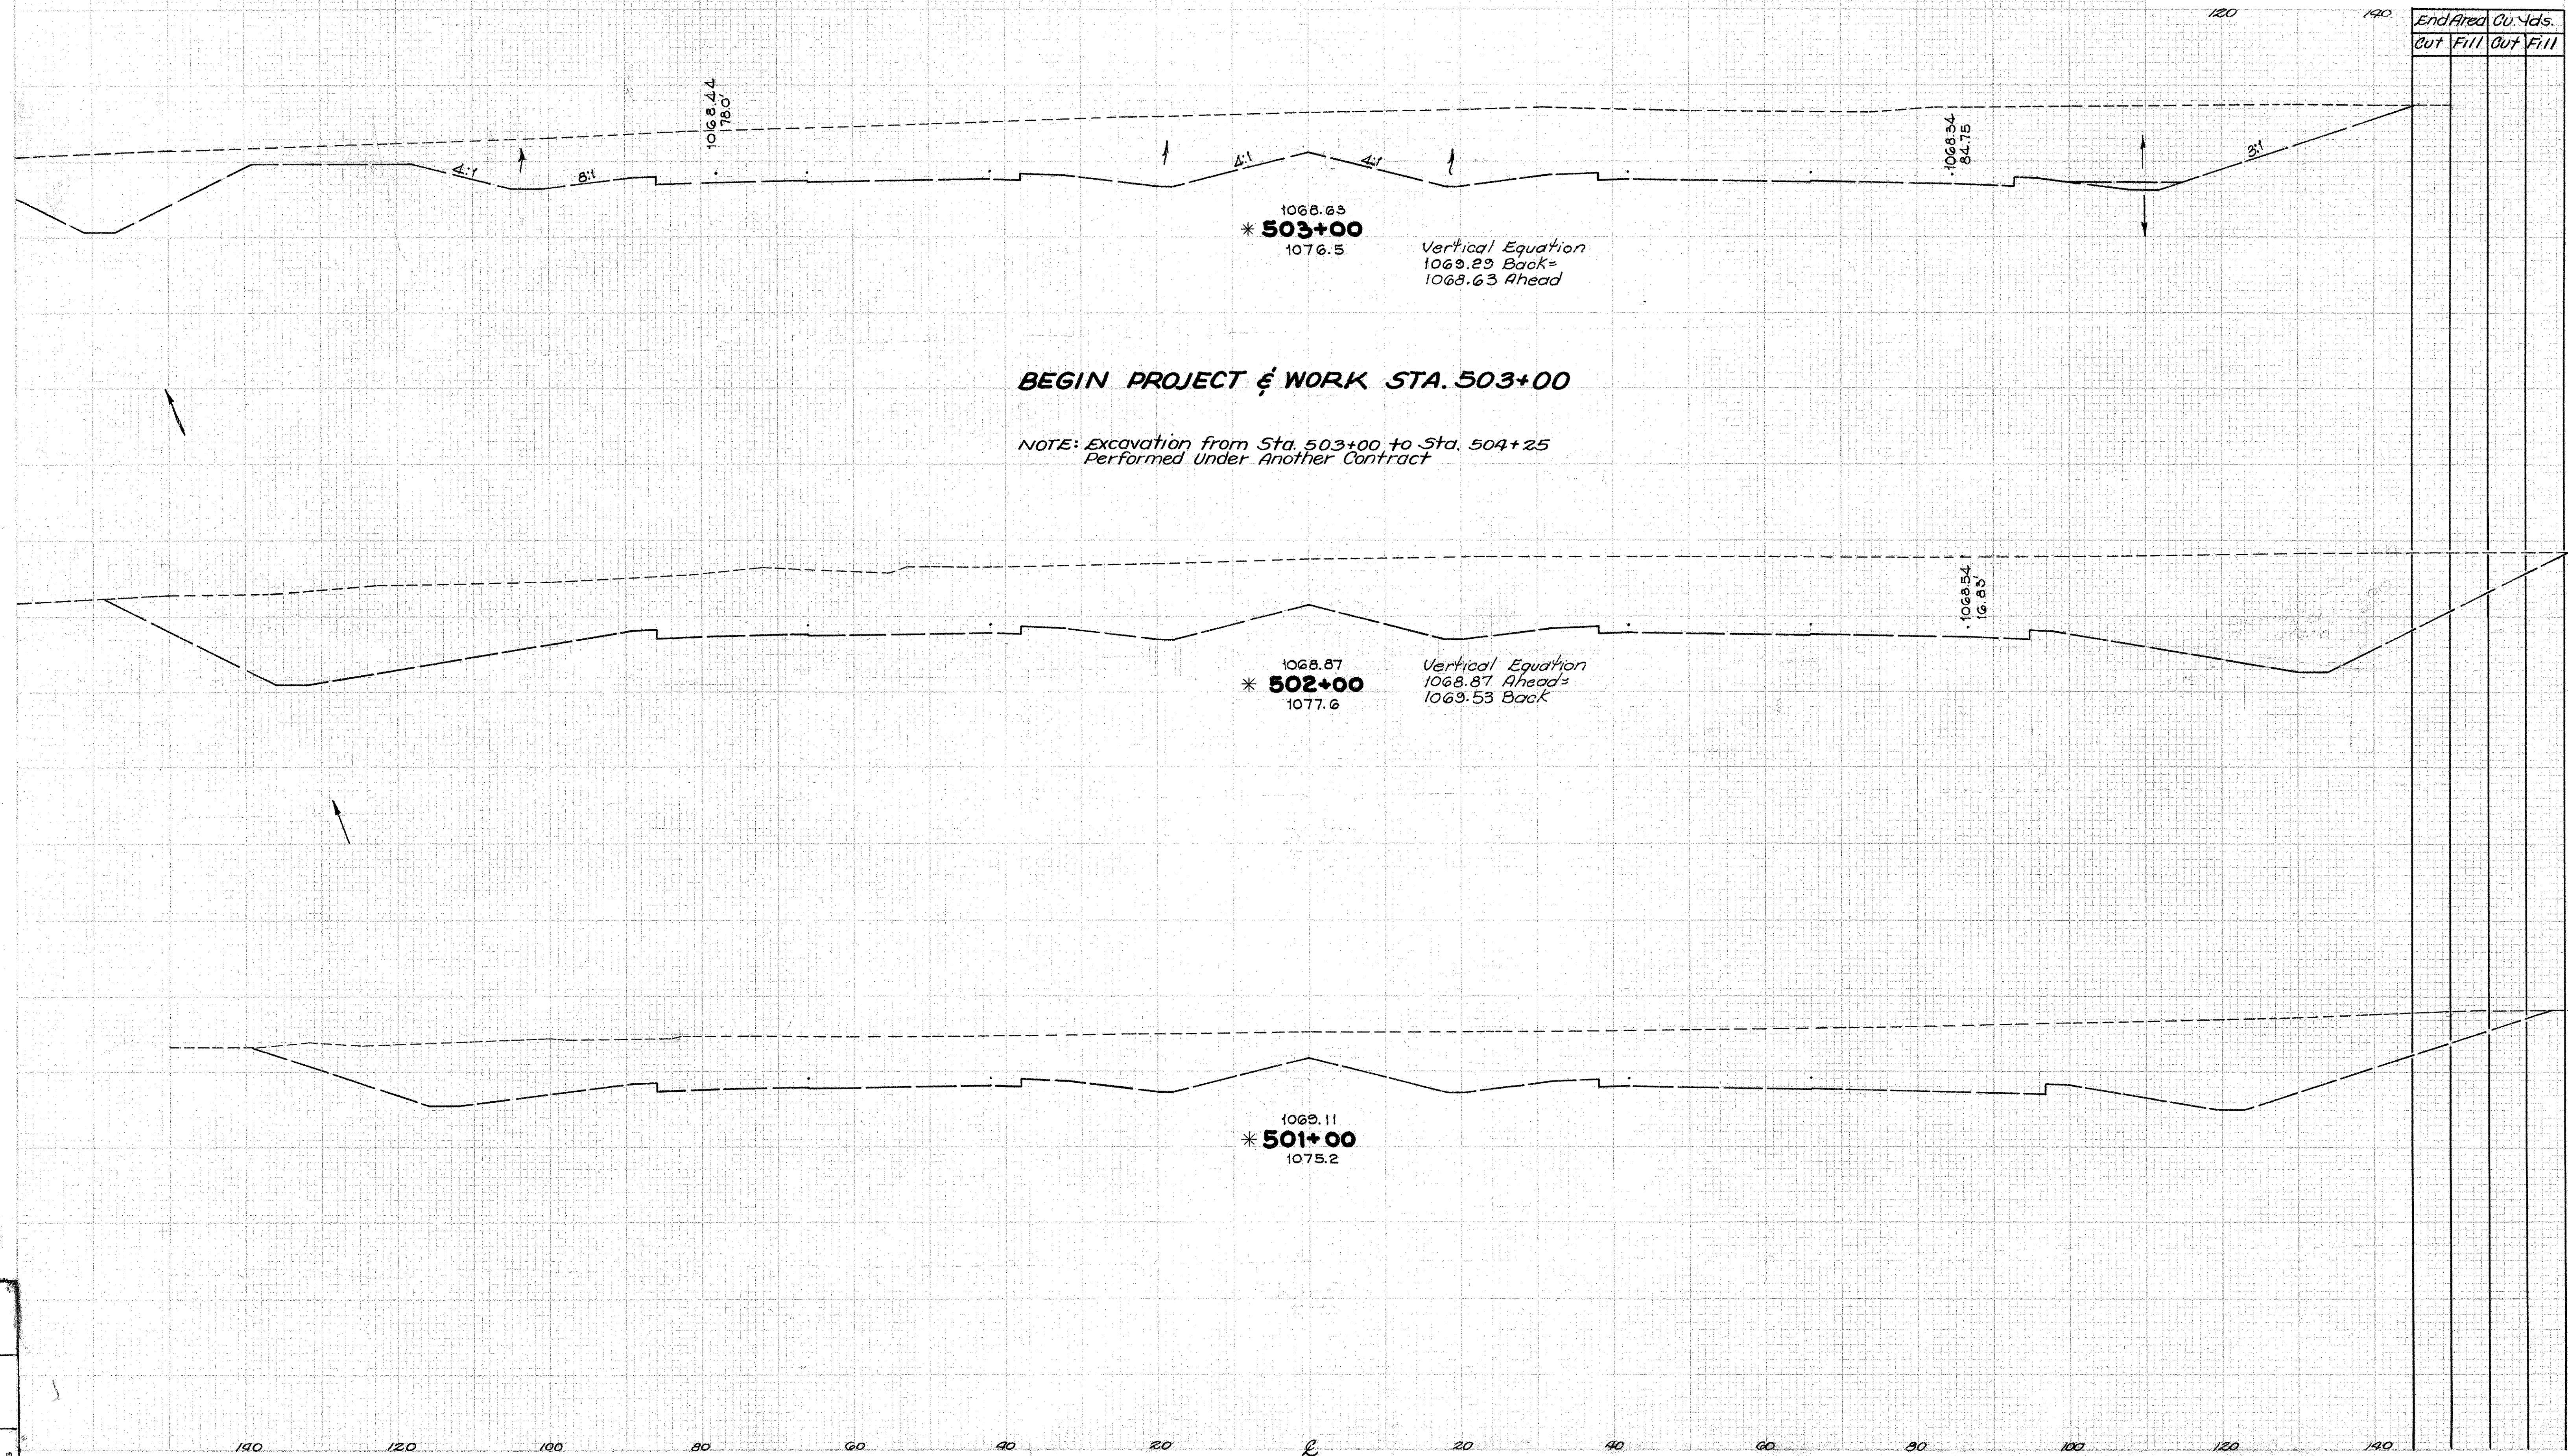 120 140
End Area Cu. Yds.
Cut Fill Cut Fill
1068.44
78.0'
1068.34
84.75
4:1
8:1
4:1
4:1
3:1
1068.63
* 503+00
1076.5
Vertical Equation
1069.29 Back=
1068.63 Ahead
BEGIN PROJECT & WORK STA. 503+00
NOTE: Excavation from Sta. 503+00 to Sta. 504+25
Performed Under Another Contract
1068.54
16.83'
1068.87
* 502+00
1077.6
Vertical Equation
1068.87 Ahead=
1069.53 Back
1069.11
* 501+00
1075.2
140 120 100 80 60 40 20 ℄ 20 40 60 80 100 120 140